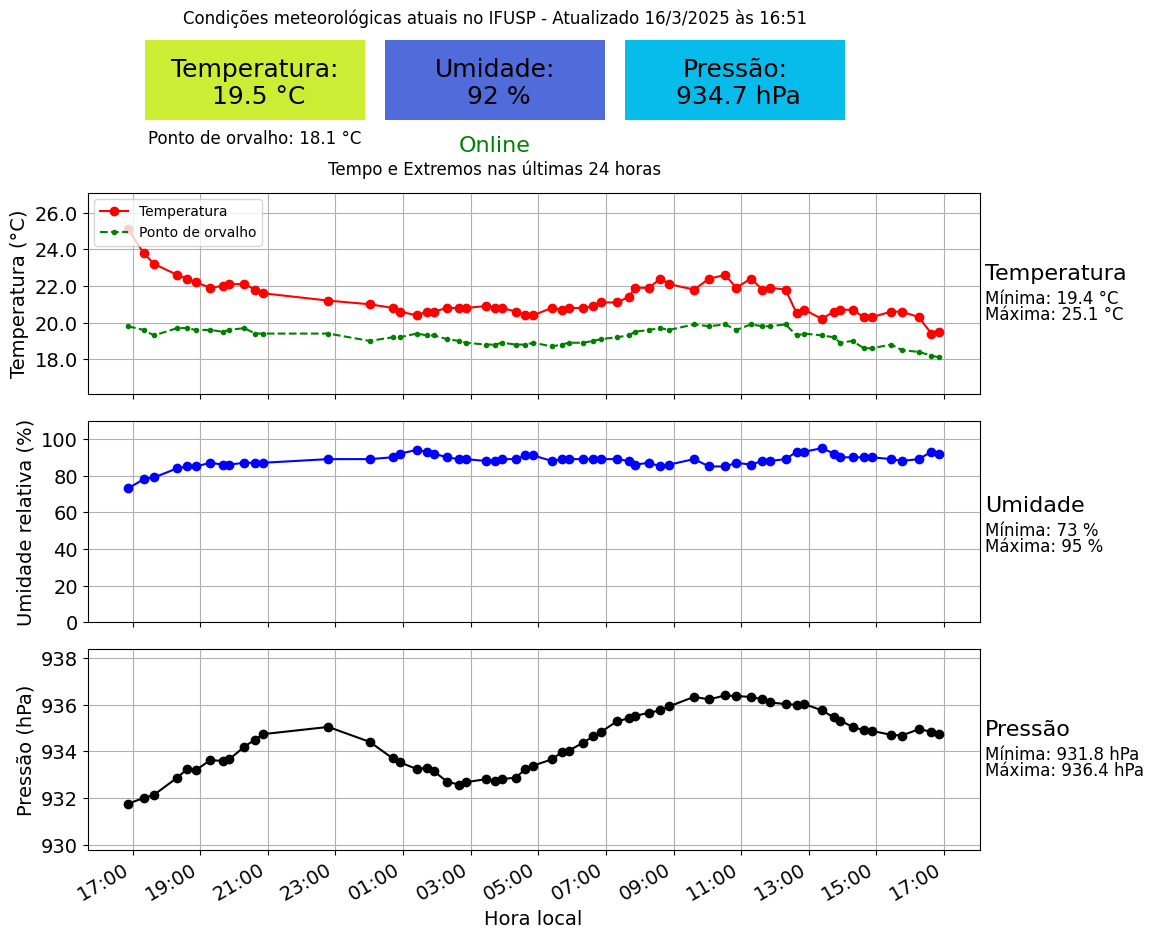 Condições meteorológicas atuais no IFUSP - Atualizado 16/3/2025 às 16:51
Temperatura:
19.5 °C
Umidade:
92 %
Pressão:
934.7 hPa
Ponto de orvalho: 18.1 °C
Online
Tempo e Extremos nas últimas 24 horas
Temperatura (°C)
26.0
24.0
22.0
20.0
18.0
Temperatura
Ponto de orvalho
Temperatura
Mínima: 19.4 °C
Máxima: 25.1 °C
Umidade relativa (%)
100
80
60
40
20
0
Umidade
Mínima: 73 %
Máxima: 95 %
Pressão (hPa)
938
936
934
932
930
Pressão
Mínima: 931.8 hPa
Máxima: 936.4 hPa
17:00
19:00
21:00
23:00
01:00
03:00
05:00
07:00
09:00
11:00
13:00
15:00
17:00
Hora local